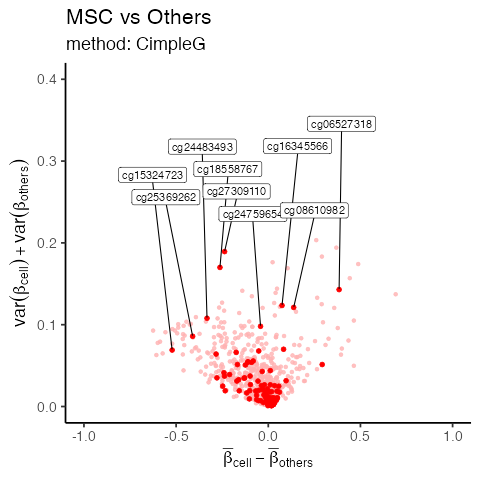 MSC vs Others
method: CimpleG
0.4
cg06527318
cg24483493
cg16345566
0.3
cg15324723
cg18558767
cg25369262
cg27309110
cg24759654
cg08610982
0.2
0.1
0.0
var(β̅cell) + var(β̅others)
-1.0
-0.5
0.0
0.5
1.0
β̅cell − β̅others